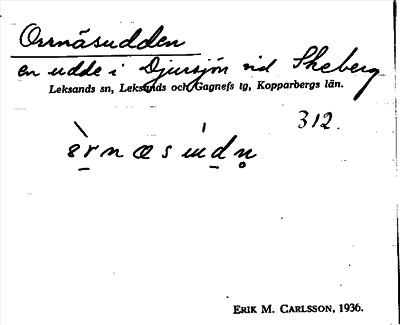 Orrnäsudden
en udde i Djursjön vid Skeberg
Leksands sn, Leksands och Gagnefs tg, Kopparbergs län.
312.
ERIK M. CARLSSON, 1936.